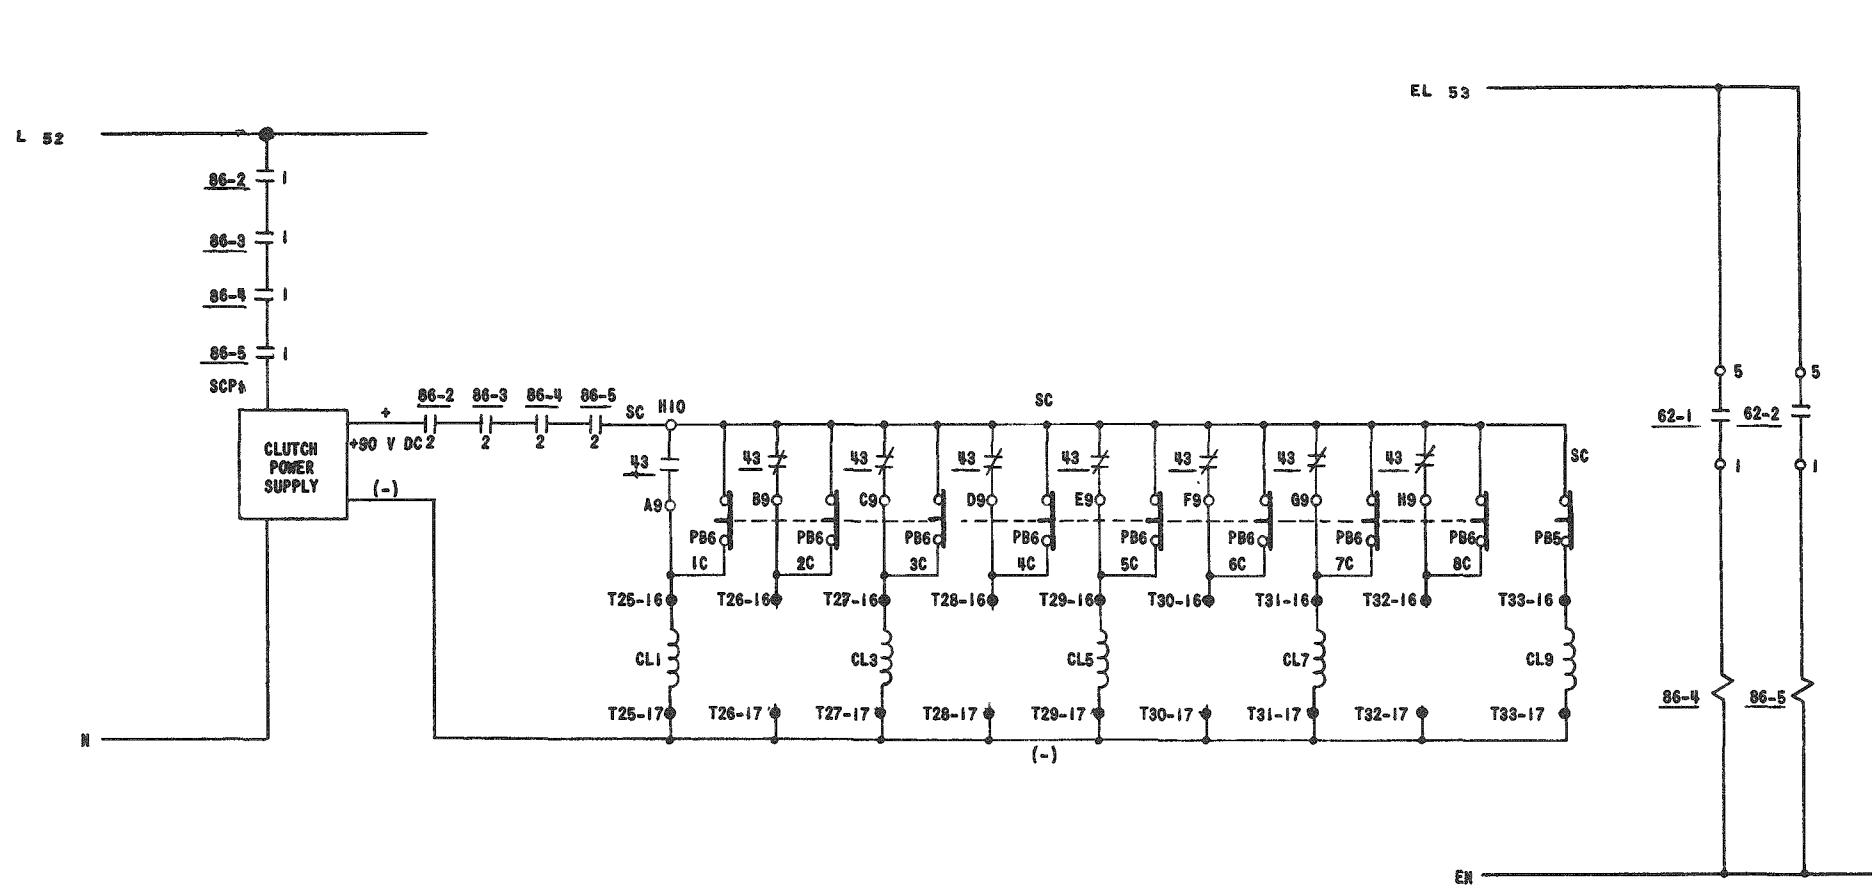 EL 53
L 52
86-2 1
86-3 1
86-4 1
86-5 1
CLUTCH
POWER
SUPPLY
+
+90 V DC
(-)
86-2 86-3 86-4 86-5
2 2 2 2
SC H10 SC
43 43 43 43 43 43 43 43 SC
A9 B9 C9 D9 E9 F9 G9 H9
PB6 PB6 PB6 PB6 PB6 PB6 PB6 PB6 PB5
1C 2C 3C 4C 5C 6C 7C 8C
T25-16 T26-16 T27-16 T28-16 T29-16 T30-16 T31-16 T32-16 T33-16
CL1 CL3 CL5 CL7 CL9
T25-17 T26-17 T27-17 T28-17 T29-17 T30-17 T31-17 T32-17 T33-17
(-)
N
5 5
62-1 62-2
1 1
86-4 86-5
EN